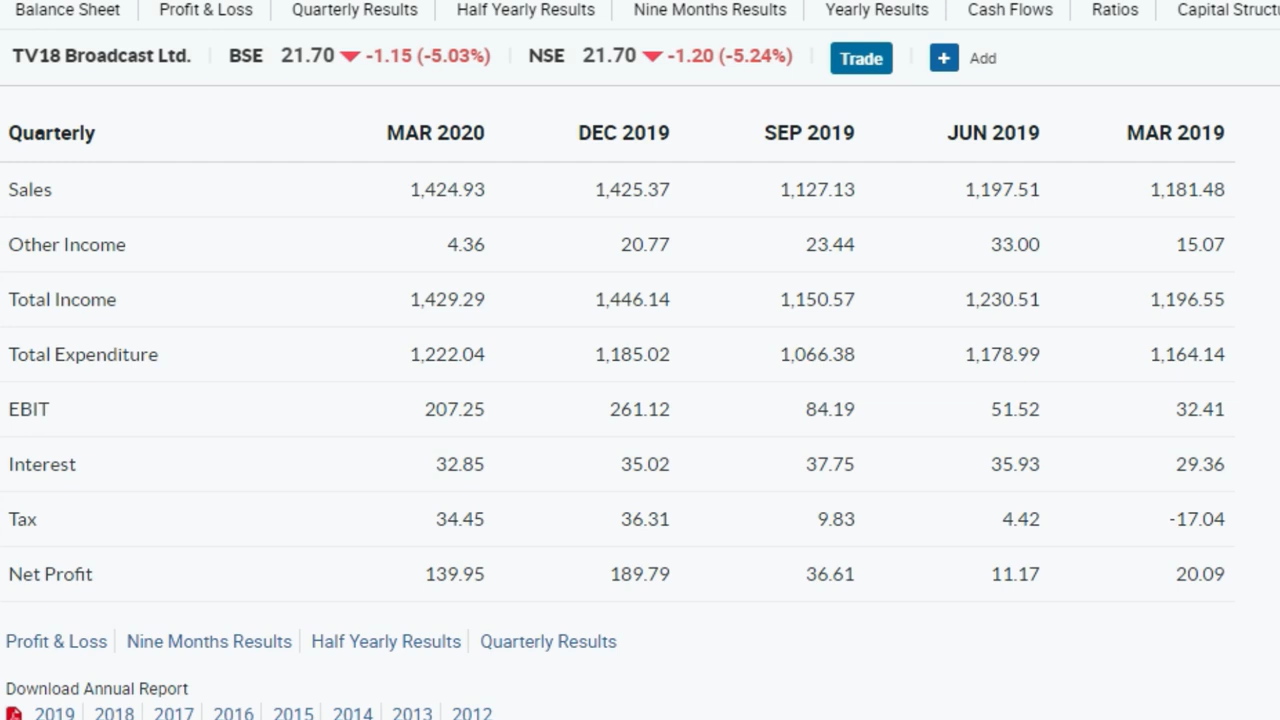 Balance Sheet Profit & Loss Quarterly Results Half Yearly Results Nine Months Results Yearly Results Cash Flows Ratios Capital Struct
TV18 Broadcast Ltd. BSE 21.70 -1.15 (-5.03%) NSE 21.70 -1.20 (-5.24%) Trade + Add
Quarterly MAR 2020 DEC 2019 SEP 2019 JUN 2019 MAR 2019
Sales 1,424.93 1,425.37 1,127.13 1,197.51 1,181.48
Other Income 4.36 20.77 23.44 33.00 15.07
Total Income 1,429.29 1,446.14 1,150.57 1,230.51 1,196.55
Total Expenditure 1,222.04 1,185.02 1,066.38 1,178.99 1,164.14
EBIT 207.25 261.12 84.19 51.52 32.41
Interest 32.85 35.02 37.75 35.93 29.36
Tax 34.45 36.31 9.83 4.42 -17.04
Net Profit 139.95 189.79 36.61 11.17 20.09
Profit & Loss Nine Months Results Half Yearly Results Quarterly Results
Download Annual Report
2019 2018 2017 2016 2015 2014 2013 2012